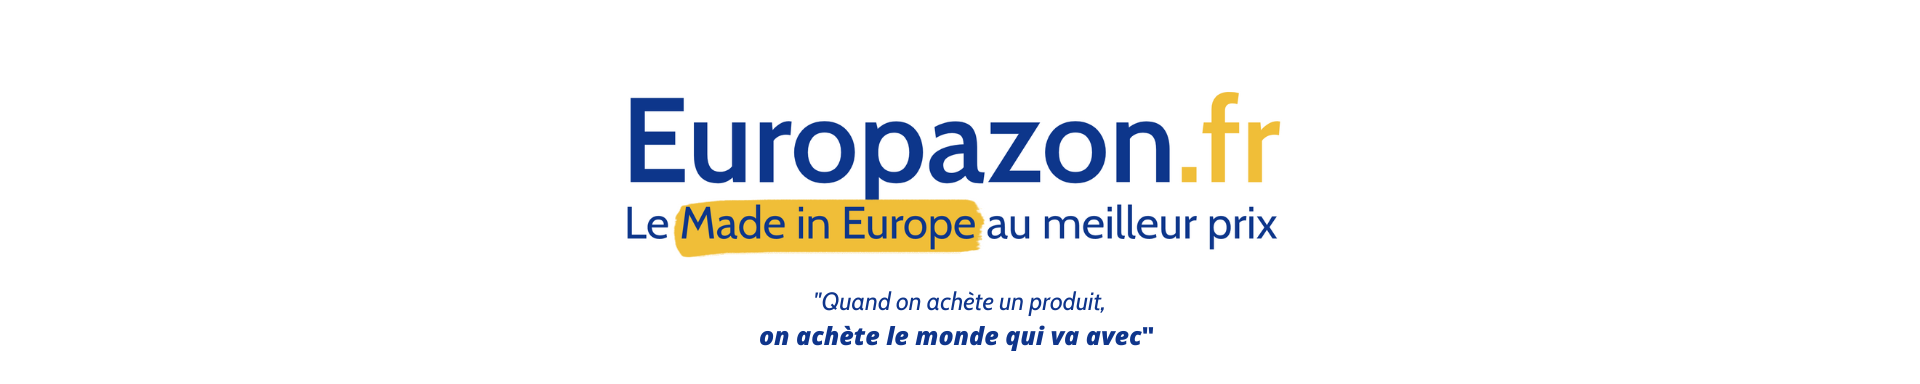 Europazon.fr
Le Made in Europe au meilleur prix
"Quand on achète un produit,
on achète le monde qui va avec"